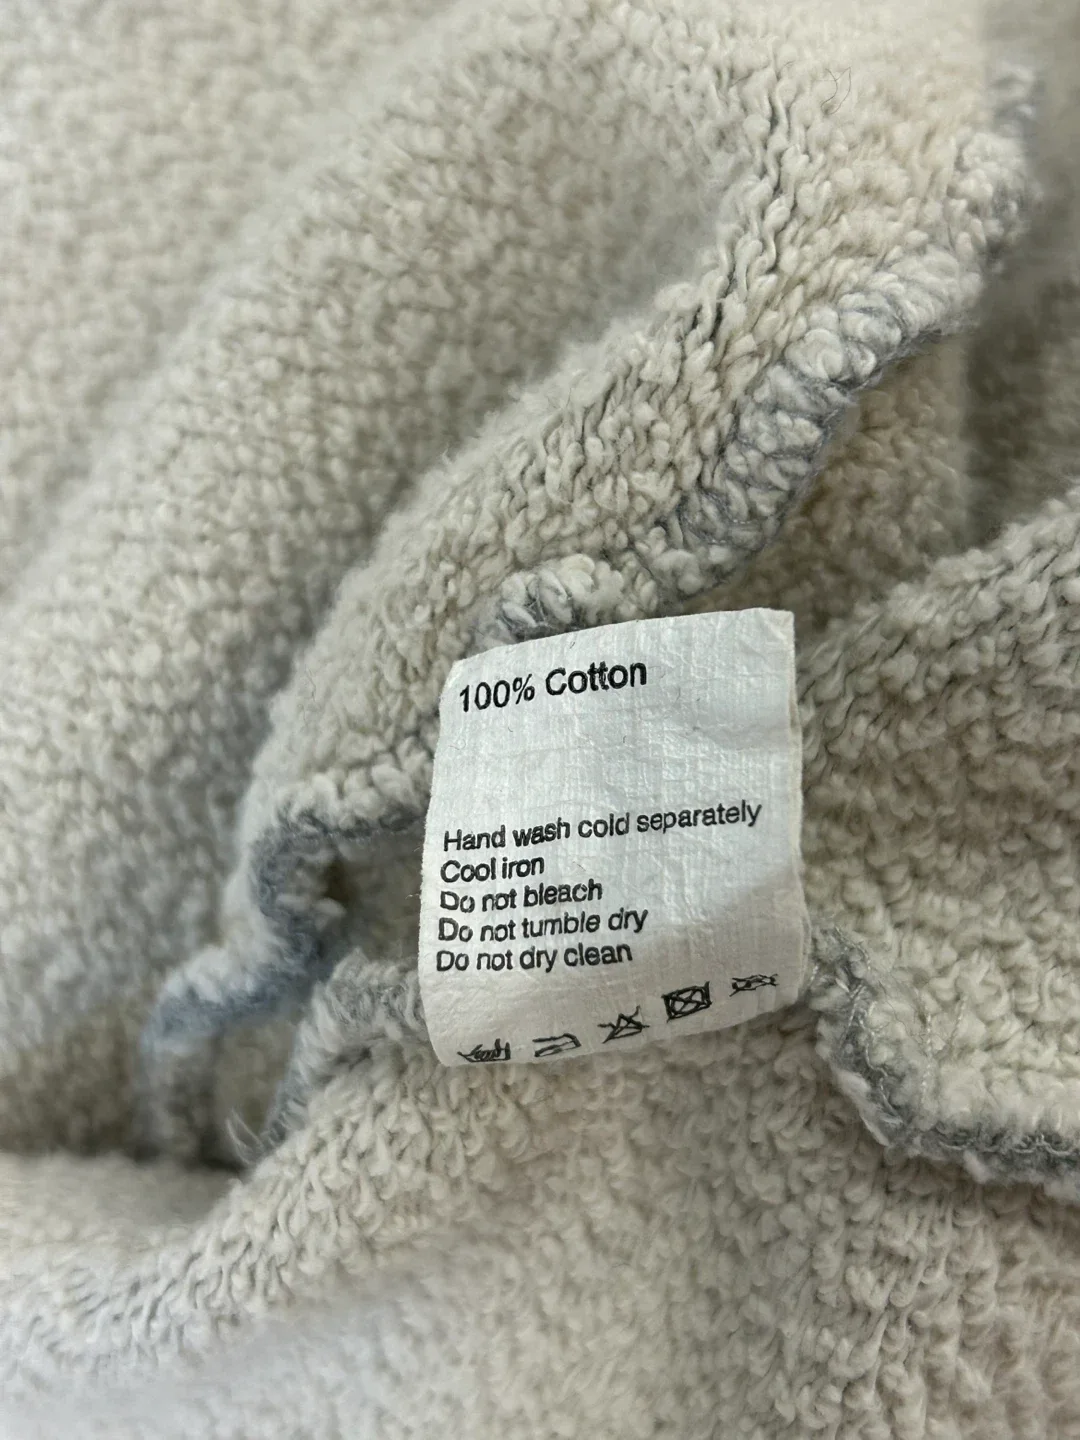 100% Cotton
Hand wash cold separately
Cool iron
Do not bleach
Do not tumble dry
Do not dry clean